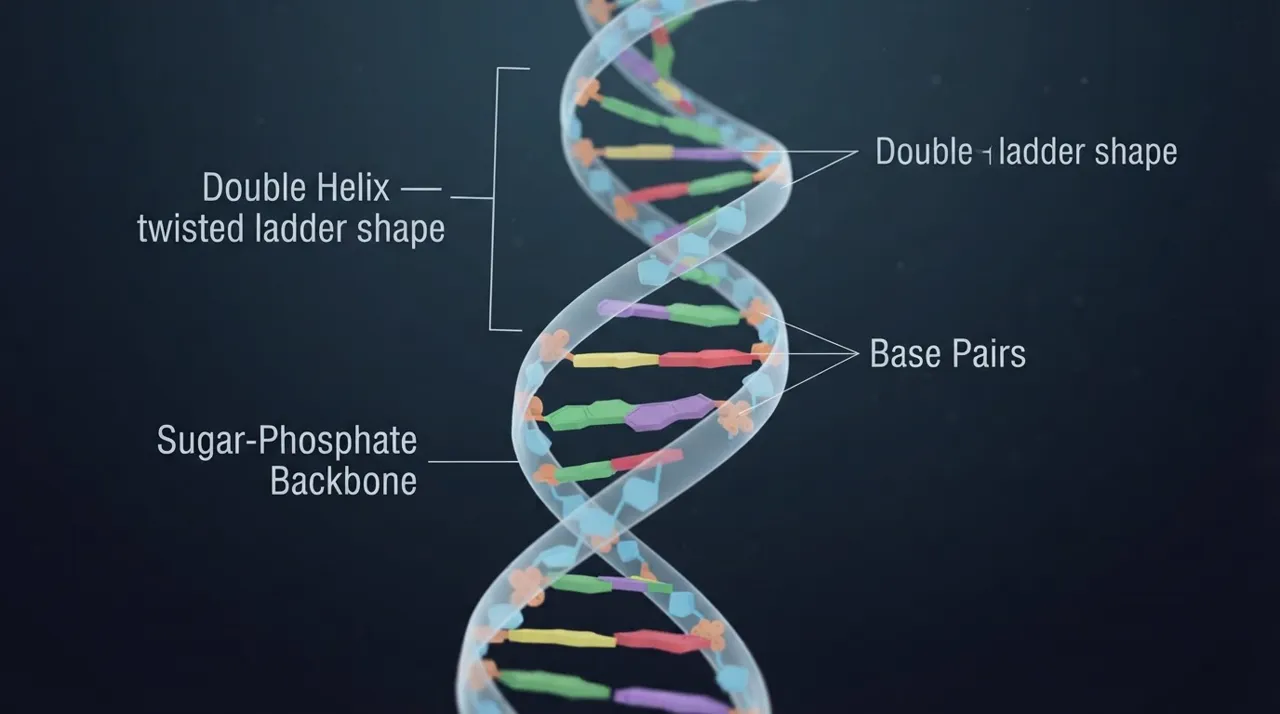 Double Helix —
twisted ladder shape
Double ladder shape
Base Pairs
Sugar-Phosphate
Backbone